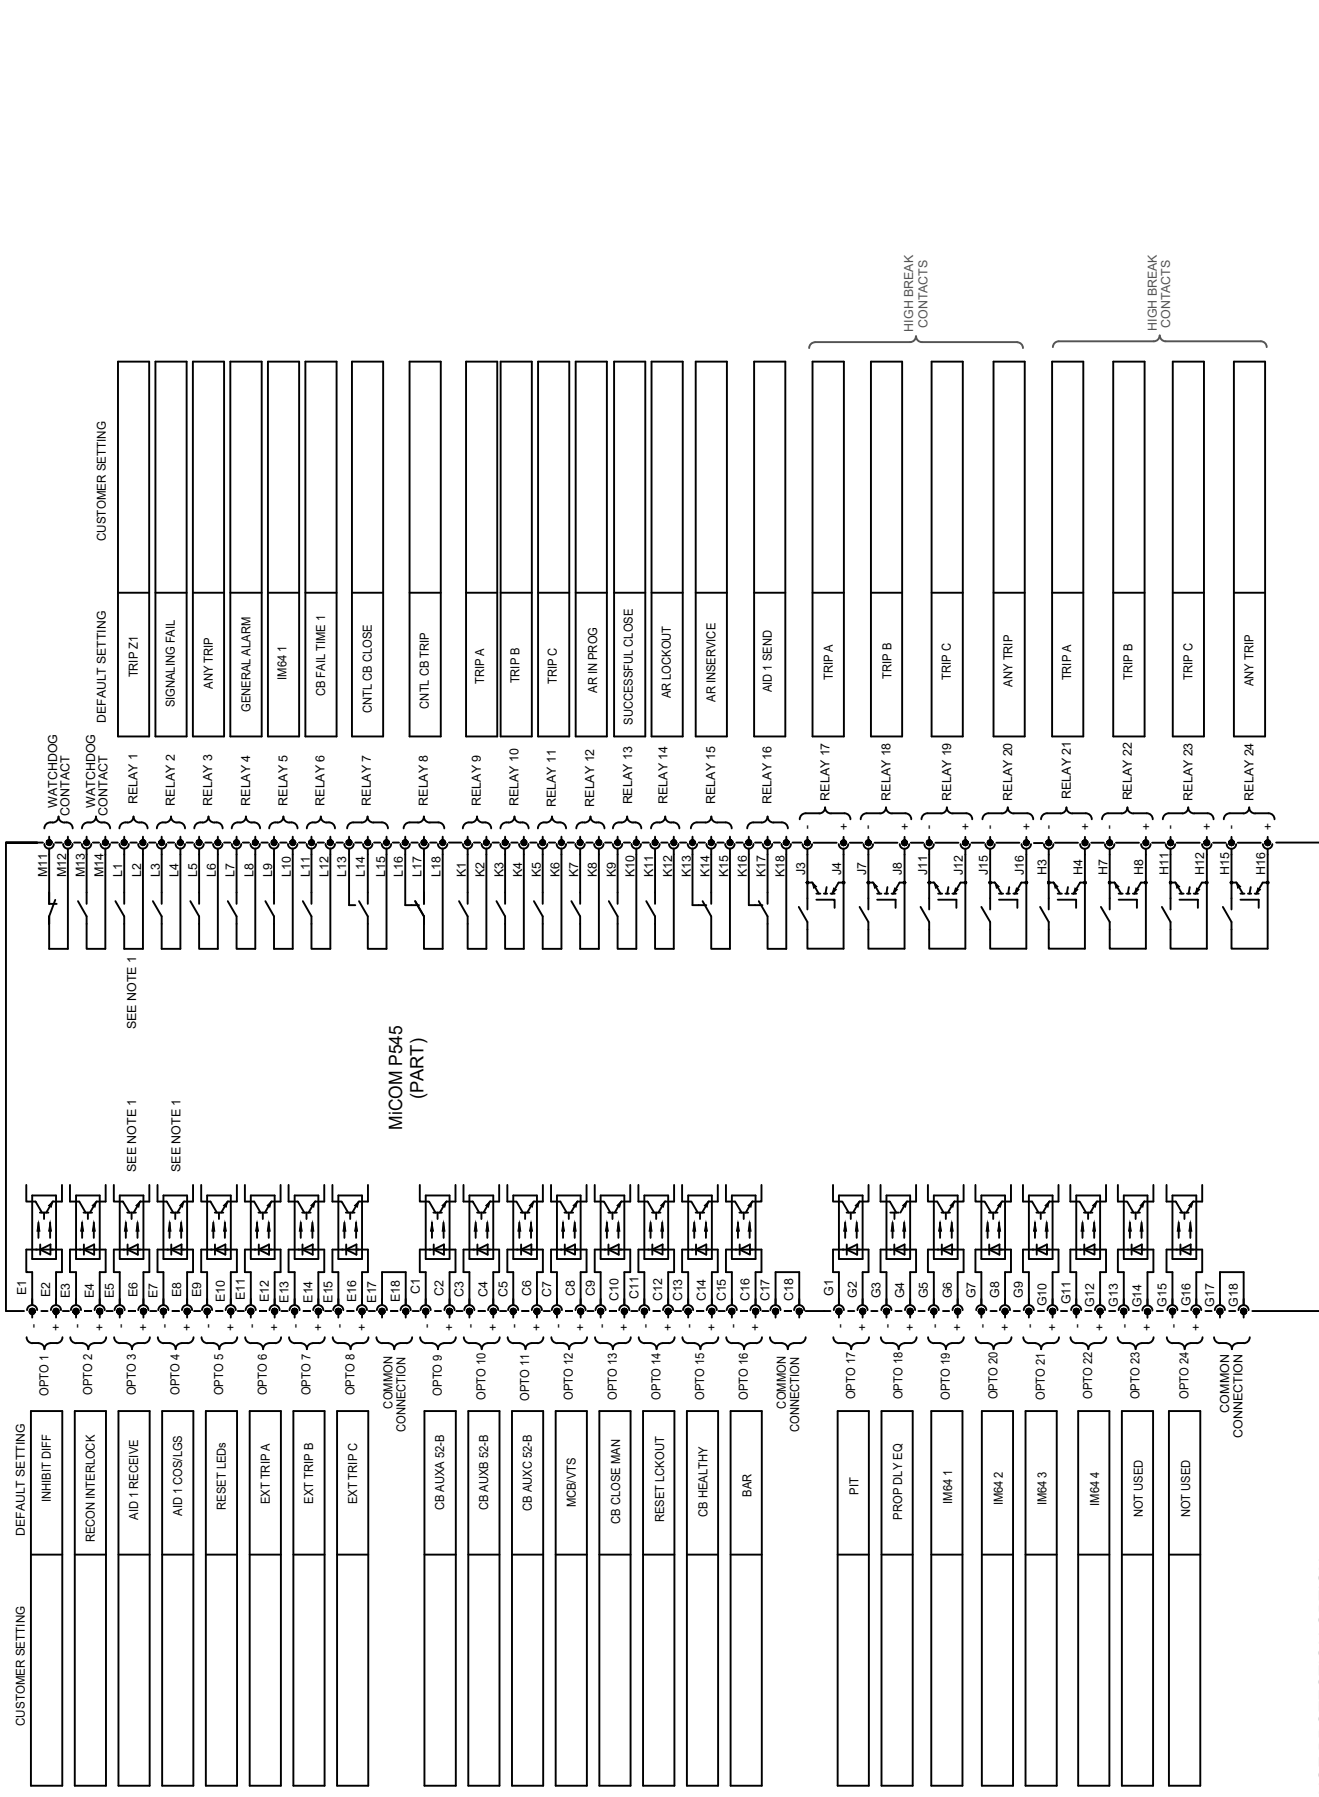 CUSTOMER SETTING
DEFAULT SETTING
INHIBIT DIFF
OPTO 1
- E1
+ E2
RECON INTERLOCK
OPTO 2
- E3
+ E4
AID 1 RECEIVE
OPTO 3
- E5
+ E6
SEE NOTE 1
AID 1 COS/LGS
OPTO 4
- E7
+ E8
SEE NOTE 1
RESET LEDs
OPTO 5
- E9
+ E10
EXT TRIP A
OPTO 6
- E11
+ E12
EXT TRIP B
OPTO 7
- E13
+ E14
EXT TRIP C
OPTO 8
- E15
+ E16
COMMON
CONNECTION
E17
E18
CB AUXA 52-B
OPTO 9
- C1
+ C2
CB AUXB 52-B
OPTO 10
- C3
+ C4
CB AUXC 52-B
OPTO 11
- C5
+ C6
MCB/VTS
OPTO 12
- C7
+ C8
CB CLOSE MAN
OPTO 13
- C9
+ C10
RESET LCKOUT
OPTO 14
- C11
+ C12
CB HEALTHY
OPTO 15
- C13
+ C14
BAR
OPTO 16
- C15
+ C16
COMMON
CONNECTION
C17
C18
PIT
OPTO 17
- G1
+ G2
PROP DLY EQ
OPTO 18
- G3
+ G4
IM64 1
OPTO 19
- G5
+ G6
IM64 2
OPTO 20
- G7
+ G8
IM64 3
OPTO 21
- G9
+ G10
IM64 4
OPTO 22
- G11
+ G12
NOT USED
OPTO 23
- G13
+ G14
NOT USED
OPTO 24
- G15
+ G16
COMMON
CONNECTION
G17
G18
MiCOM P545
(PART)
DEFAULT SETTING
CUSTOMER SETTING
M11
M12
WATCHDOG
CONTACT
M13
M14
WATCHDOG
CONTACT
SEE NOTE 1
L1
L2
RELAY 1
TRIP Z1
L3
L4
RELAY 2
SIGNALING FAIL
L5
L6
RELAY 3
ANY TRIP
L7
L8
RELAY 4
GENERAL ALARM
L9
L10
RELAY 5
IM64 1
L11
L12
RELAY 6
CB FAIL TIME 1
L13
L14
L15
RELAY 7
CNTL CB CLOSE
L16
L17
L18
RELAY 8
CNTL CB TRIP
K1
K2
RELAY 9
TRIP A
K3
K4
RELAY 10
TRIP B
K5
K6
RELAY 11
TRIP C
K7
K8
RELAY 12
AR IN PROG
K9
K10
RELAY 13
SUCCESSFUL CLOSE
K11
K12
RELAY 14
AR LOCKOUT
K13
K14
K15
RELAY 15
AR INSERVICE
K16
K17
K18
RELAY 16
AID 1 SEND
J3 -
J4 +
RELAY 17
TRIP A
J7 -
J8 +
RELAY 18
TRIP B
J11 -
J12 +
RELAY 19
TRIP C
J15 -
J16 +
RELAY 20
ANY TRIP
HIGH BREAK
CONTACTS
H3 -
H4 +
RELAY 21
TRIP A
H7 -
H8 +
RELAY 22
TRIP B
H11 -
H12 +
RELAY 23
TRIP C
H15 -
H16 +
RELAY 24
ANY TRIP
HIGH BREAK
CONTACTS